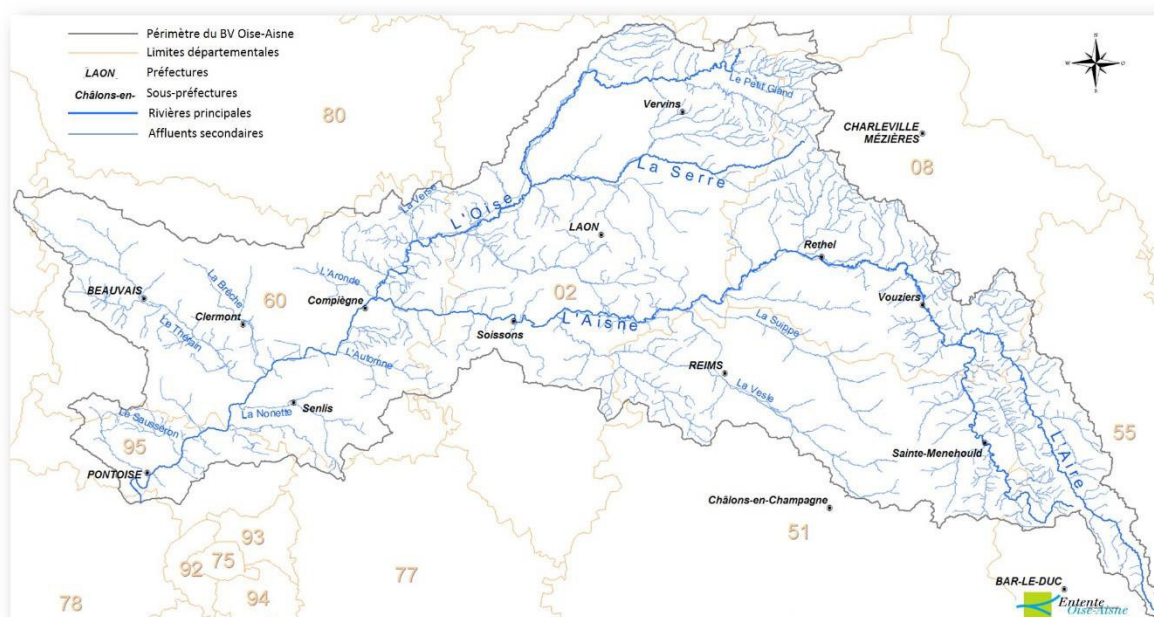 Périmètre du BV Oise-Aisne
Limites départementales
LAON
Préfectures
Châlons-en-
Sous-préfectures
Rivières principales
Affluents secondaires
N
W
O
S
80
Le Petit Gland
Vervins
CHARLEVILLE
MÉZIÈRES
08
La Serre
La Verse
L'Oise
LAON
Rethel
L'Aronde
BEAUVAIS
La Brêche
60
Compiègne
02
Vouziers
Clermont
Le Thérain
Soissons
L'Aisne
La Suippe
L'Automne
REIMS
La Vesle
Senlis
La Nonette
Le Sausseron
95
PONTOISE
Sainte-Menehould
L'Aire
55
Châlons-en-Champagne
51
93
92
75
94
77
78
BAR-LE-DUC
Entente
Oise-Aisne